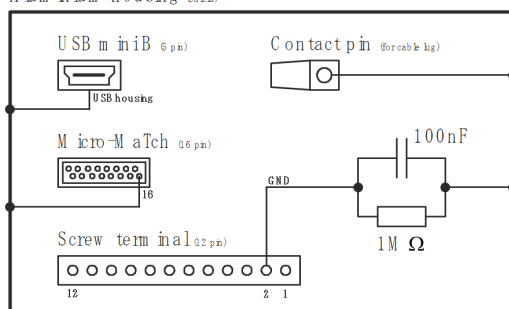 USB miniB (5 pin)
Contact pin (for cable lug)
USB housing
Micro-MaTch (16 pin)
100nF
16
GND
1M Ω
Screw terminal (12 pin)
12 2 1